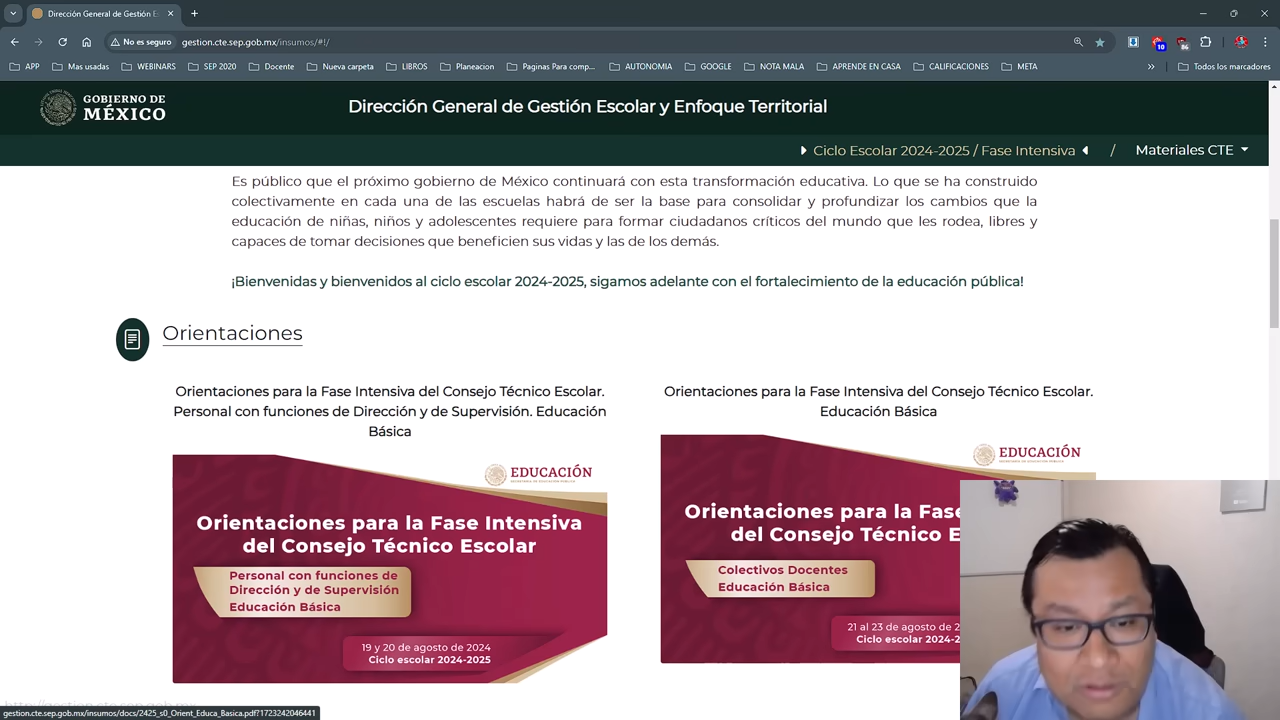 Dirección General de Gestión E
No es seguro
gestion.cte.sep.gob.mx/insumos/#!/
10
86
APP
Mas usadas
WEBINARS
SEP 2020
Docente
Nueva carpeta
LIBROS
Planeacion
Paginas Para comp...
AUTONOMIA
GOOGLE
NOTA MALA
APRENDE EN CASA
CALIFICACIONES
META
Todos los marcadores
GOBIERNO DE
MÉXICO
Dirección General de Gestión Escolar y Enfoque Territorial
Ciclo Escolar 2024-2025 / Fase Intensiva
/
Materiales CTE
Es público que el próximo gobierno de México continuará con esta transformación educativa. Lo que se ha construido
colectivamente en cada una de las escuelas habrá de ser la base para consolidar y profundizar los cambios que la
educación de niñas, niños y adolescentes requiere para formar ciudadanos críticos del mundo que les rodea, libres y
capaces de tomar decisiones que beneficien sus vidas y las de los demás.
¡Bienvenidas y bienvenidos al ciclo escolar 2024-2025, sigamos adelante con el fortalecimiento de la educación pública!
Orientaciones
Orientaciones para la Fase Intensiva del Consejo Técnico Escolar.
Personal con funciones de Dirección y de Supervisión. Educación
Básica
EDUCACIÓN
SECRETARÍA DE EDUCACIÓN PÚBLICA
Orientaciones para la Fase Intensiva
del Consejo Técnico Escolar
Personal con funciones de
Dirección y de Supervisión
Educación Básica
19 y 20 de agosto de 2024
Ciclo escolar 2024-2025
Orientaciones para la Fase Intensiva del Consejo Técnico Escolar.
Educación Básica
EDUCACIÓN
SECRETARÍA DE EDUCACIÓN PÚBLICA
Orientaciones para la Fase
del Consejo Técnico E
Colectivos Docentes
Educación Básica
21 al 23 de agosto de 2
Ciclo escolar 2024-2
gestion.cte.sep.gob.mx/insumos/docs/2425_s0_Orient_Educa_Basica.pdf?1723242046441